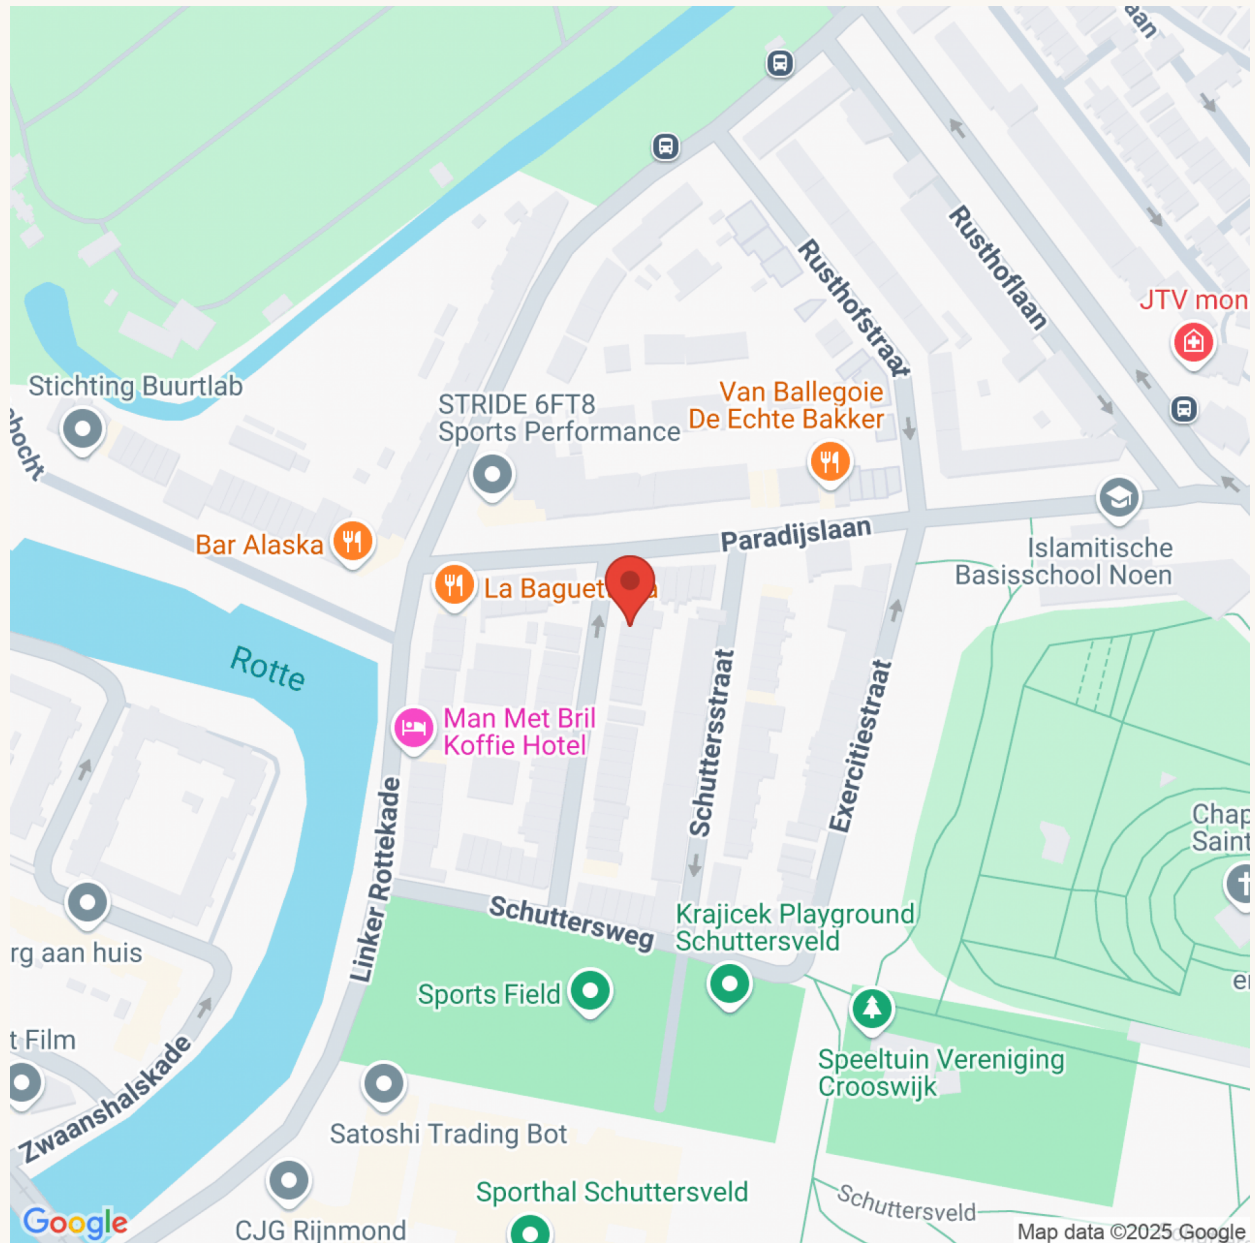 Rusthoflaan
Rusthofstraat
JTV mon
Stichting Buurtlab
STRIDE 6FT8
Sports Performance
Van Ballegoie
De Echte Bakker
Bar Alaska
Paradijslaan
Islamitische
Basisschool Noen
La Baguet
Rotte
Man Met Bril
Koffie Hotel
Schuttersstraat
Exercitiestraat
Linker Rottekade
Chap
Saint
Schuttersweg
Krajicek Playground
Schuttersveld
rg aan huis
Sports Field
t Film
Speeltuin Vereniging
Crooswijk
Zwaanshalskade
Satoshi Trading Bot
Sporthal Schuttersveld
Schuttersveld
CJG Rijnmond
Google
Map data ©2025 Google